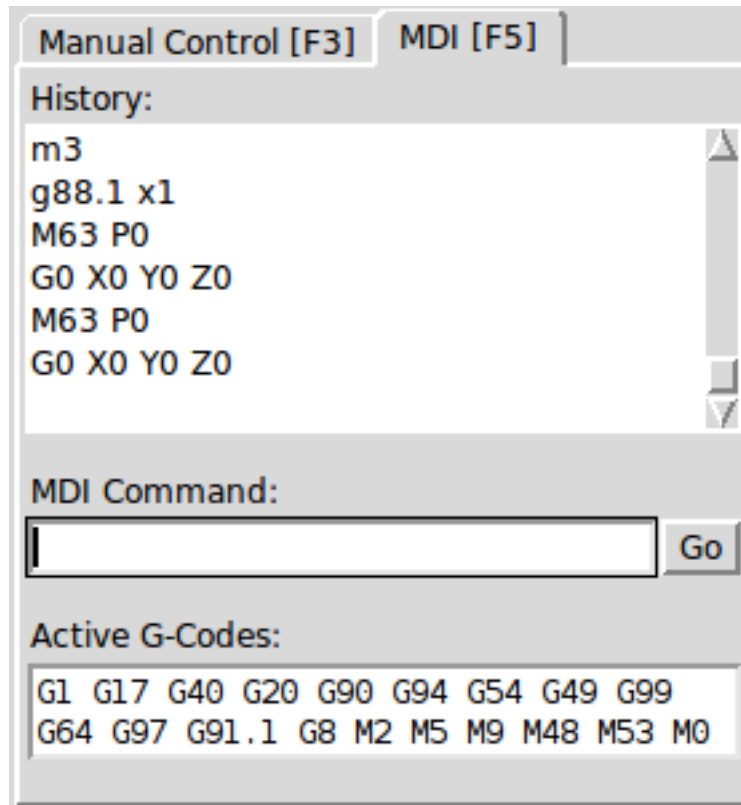 Manual Control [F3] MDI [F5]
History:
m3
g88.1 x1
M63 P0
G0 X0 Y0 Z0
M63 P0
G0 X0 Y0 Z0
MDI Command:
Go
Active G-Codes:
G1 G17 G40 G20 G90 G94 G54 G49 G99
G64 G97 G91.1 G8 M2 M5 M9 M48 M53 M0